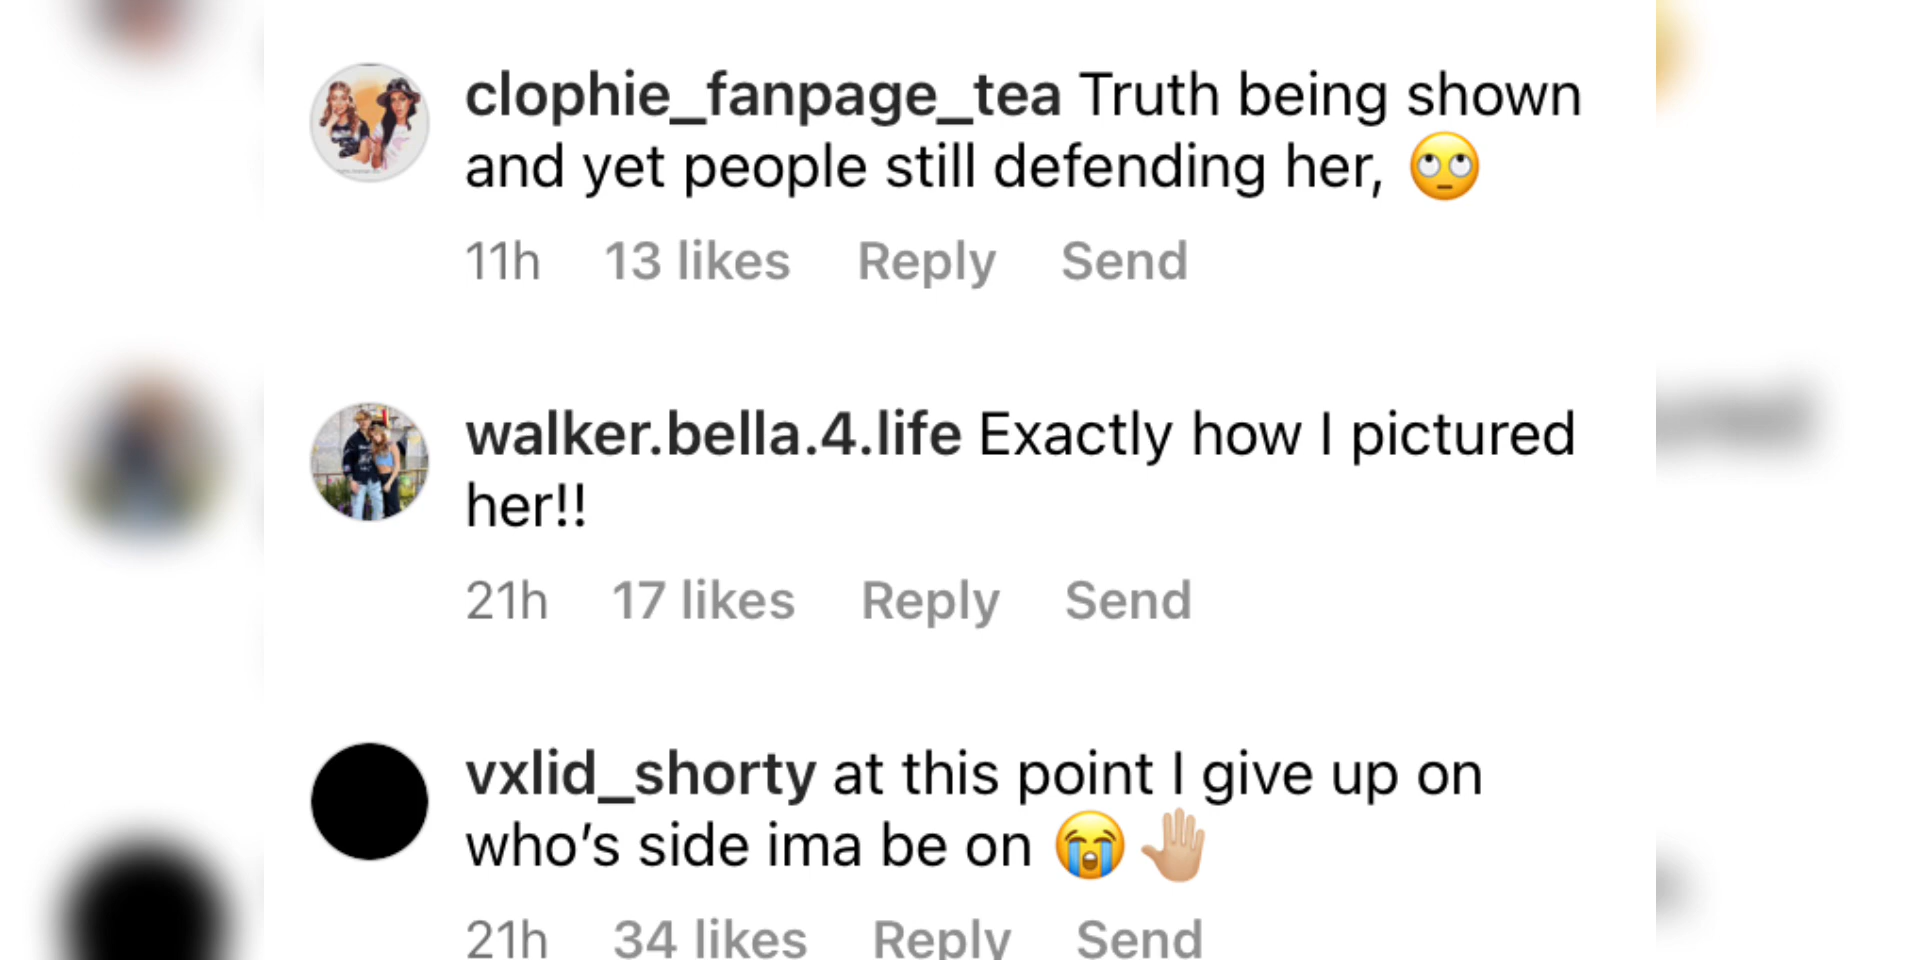 clophie_fanpage_tea Truth being shown
and yet people still defending her, 🙄
11h 13 likes Reply Send
walker.bella.4.life Exactly how I pictured
her!!
21h 17 likes Reply Send
vxlid_shorty at this point I give up on
who’s side ima be on 😭🤚🏼
21h 34 likes Reply Send